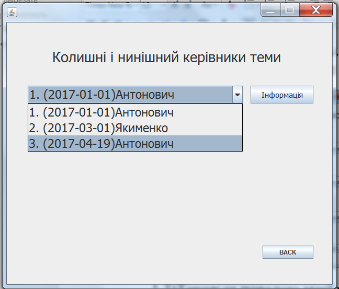 Колишні і нинішний керівники теми
1. (2017-01-01)Антонович
Інформація
1. (2017-01-01)Антонович
2. (2017-03-01)Якименко
3. (2017-04-19)Антонович
BACK